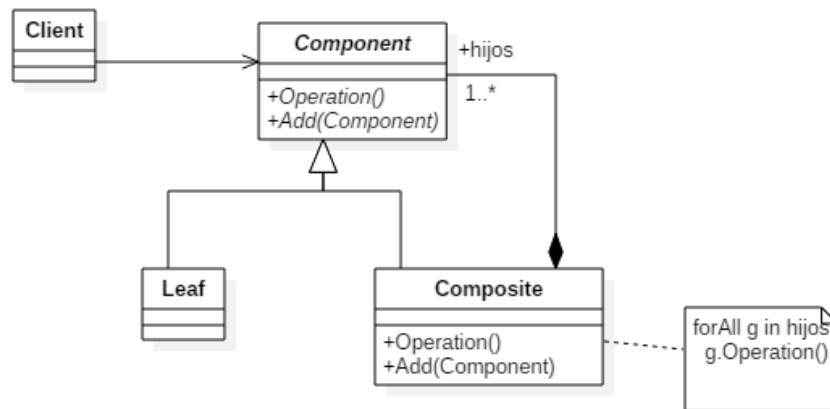 Client
Component
+hijos
1..*
+Operation()
+Add(Component)
Leaf
Composite
+Operation()
+Add(Component)
forAll g in hijos
g.Operation()